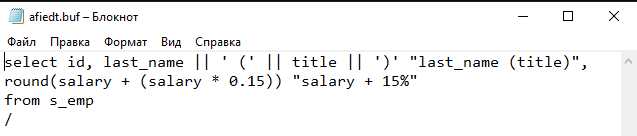 afiedt.buf – Блокнот
Файл Правка Формат Вид Справка
select id, last_name || ' (' || title || ')' "last_name (title)",
round(salary + (salary * 0.15)) "salary + 15%"
from s_emp
/